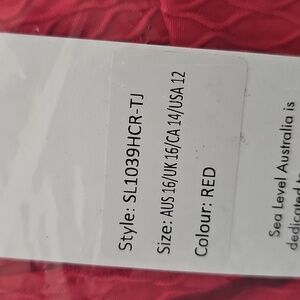 Style: SL1039HCR-TJ
Size: AUS 16/UK 16/CA 14/USA 12
Colour: RED
Sea Level Australia is
dedicated to